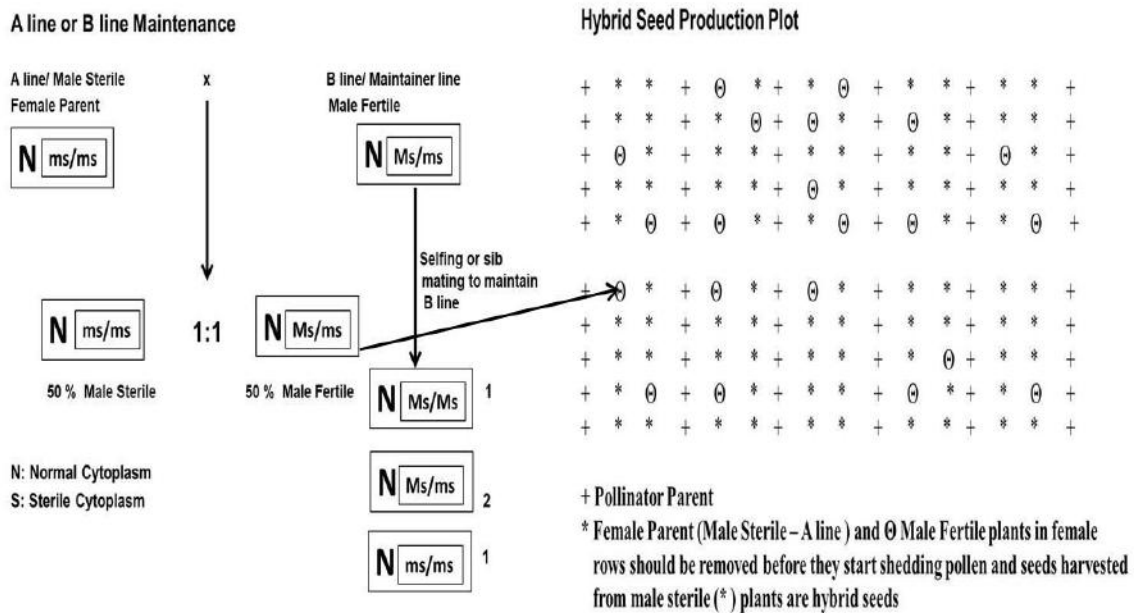 A line or B line Maintenance
A line/ Male Sterile
Female Parent
x
B line/ Maintainer line
Male Fertile
N ms/ms
N Ms/ms
Selfing or sib
mating to maintain
B line
N ms/ms
1:1
N Ms/ms
50 % Male Sterile
50 % Male Fertile
N Ms/Ms 1
N Ms/ms 2
N ms/ms 1
N: Normal Cytoplasm
S: Sterile Cytoplasm
Hybrid Seed Production Plot
+ * * + Θ * + * Θ + * * + * * +
+ * * + * Θ + Θ * + Θ * + * * +
+ Θ * + * * + * * + * * + Θ * +
+ * * + * * + Θ * + * * + * * +
+ * Θ + Θ * + * Θ + Θ * + * Θ +
+ Θ * + Θ * + Θ * + * * + * * +
+ * * + * * + * * + * * + * * +
+ * * + * * + * * + * Θ + * * +
+ * Θ + Θ * + * * + Θ * + * Θ +
+ * * + * * + * * + * * + * * +
+ Pollinator Parent
* Female Parent (Male Sterile – A line ) and Θ Male Fertile plants in female
rows should be removed before they start shedding pollen and seeds harvested
from male sterile (* ) plants are hybrid seeds